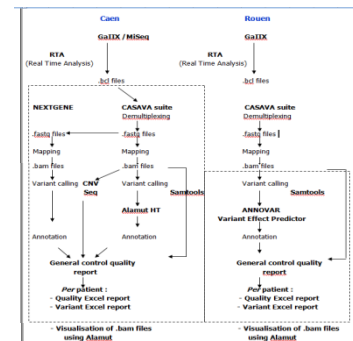 Caen
Rouen
GaIIX / MiSeq
GaIIX
RTA
(Real Time Analysis)
RTA
(Real Time Analysis)
.bcl files
.bcl files
NEXTGENE
CASAVA suite
Demultiplexing
CASAVA suite
Demultiplexing
.fastq files
.fastq files
.fastq files
Mapping
Mapping
Mapping
.bam files
.bam files
.bam files
Variant calling
CNV
Seq
Variant calling
Variant calling
Samtools
Samtools
Alamut HT
ANNOVAR
Variant Effect Predictor
Annotation
Annotation
Annotation
General control quality
report
General control quality
report
Per patient :
- Quality Excel report
- Variant Excel report
Per patient :
- Quality Excel report
- Variant Excel report
- Visualisation of .bam files
using Alamut
- Visualisation of .bam files
using Alamut